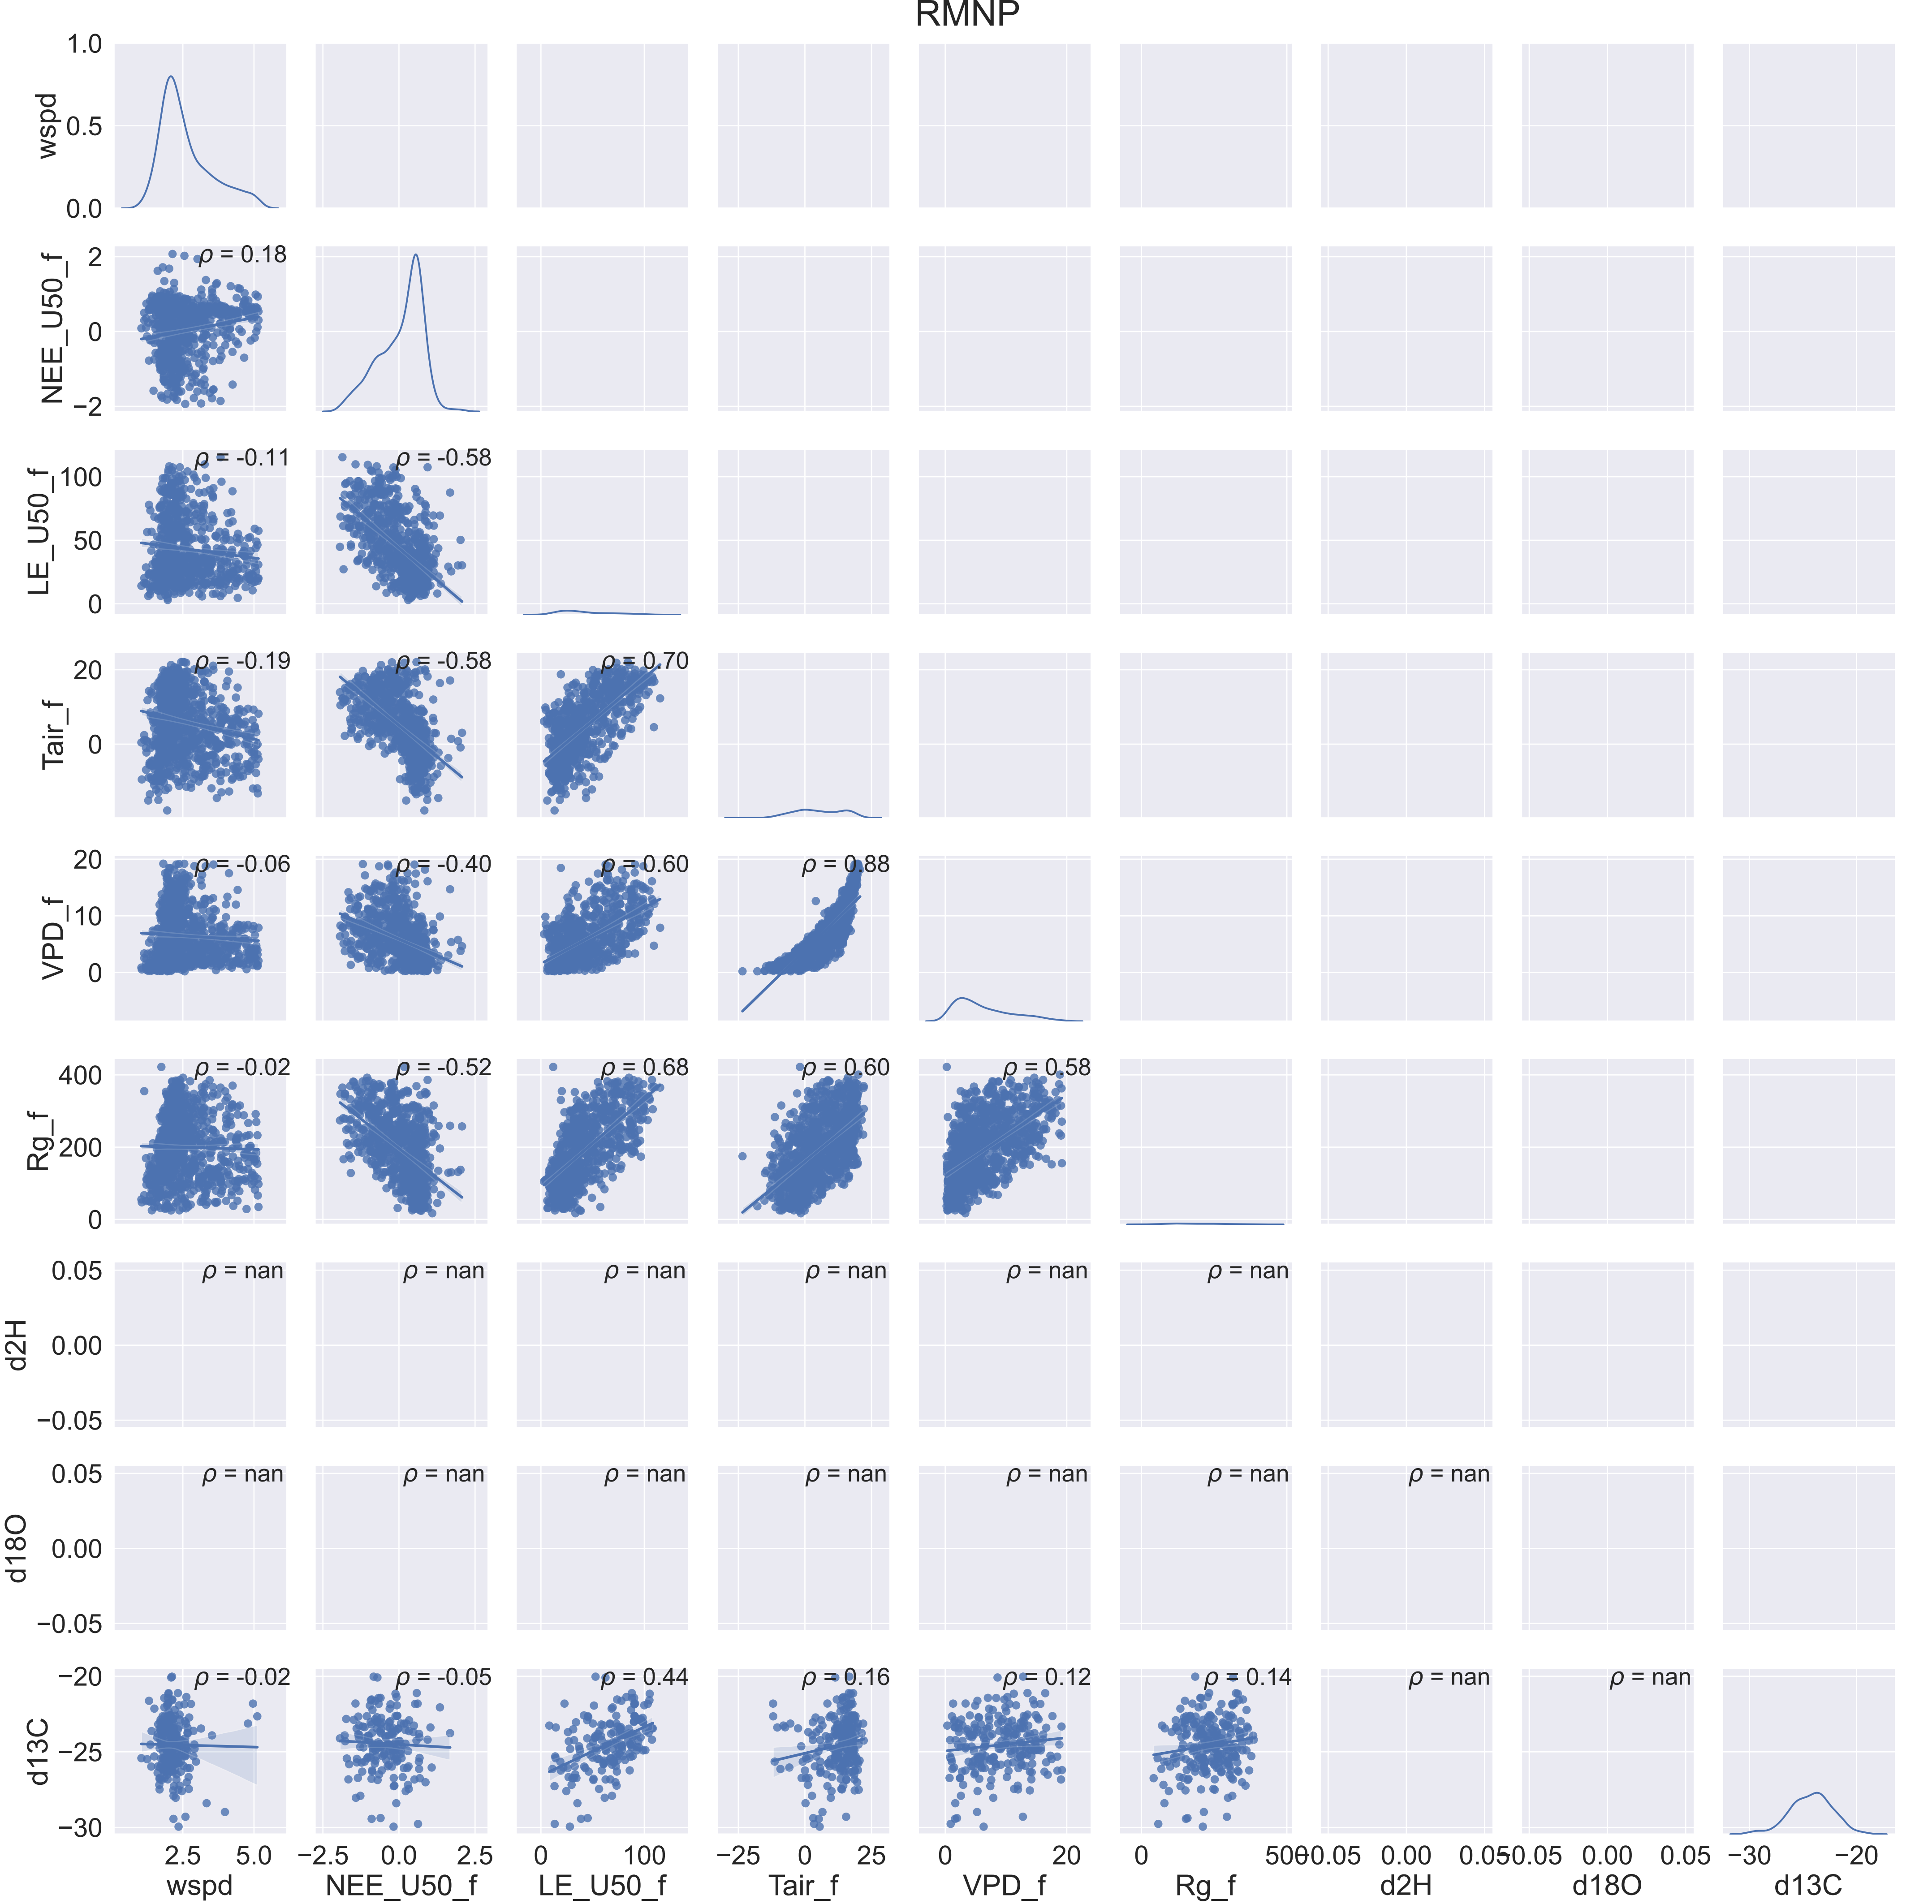 RMNP
1.0
0.5
0.0
wspd
ρ = 0.18
2
0
−2
NEE_U50_f
ρ = -0.11
ρ = -0.58
100
50
0
LE_U50_f
ρ = -0.19
ρ = -0.58
ρ = 0.70
20
0
Tair_f
ρ = -0.06
ρ = -0.40
ρ = 0.60
ρ = 0.88
20
10
0
VPD_f
ρ = -0.02
ρ = -0.52
ρ = 0.68
ρ = 0.60
ρ = 0.58
400
200
0
Rg_f
ρ = nan
ρ = nan
ρ = nan
ρ = nan
ρ = nan
ρ = nan
0.05
0.00
−0.05
d2H
ρ = nan
ρ = nan
ρ = nan
ρ = nan
ρ = nan
ρ = nan
ρ = nan
0.05
0.00
−0.05
d18O
ρ = -0.02
ρ = -0.05
ρ = 0.44
ρ = 0.16
ρ = 0.12
ρ = 0.14
ρ = nan
ρ = nan
−20
−25
−30
d13C
2.5 5.0
−2.5 0.0 2.5
0 100
−25 0 25
0 20
0 500
−0.05 0.00 0.05
−0.05 0.00 0.05
−30 −20
wspd
NEE_U50_f
LE_U50_f
Tair_f
VPD_f
Rg_f
d2H
d18O
d13C